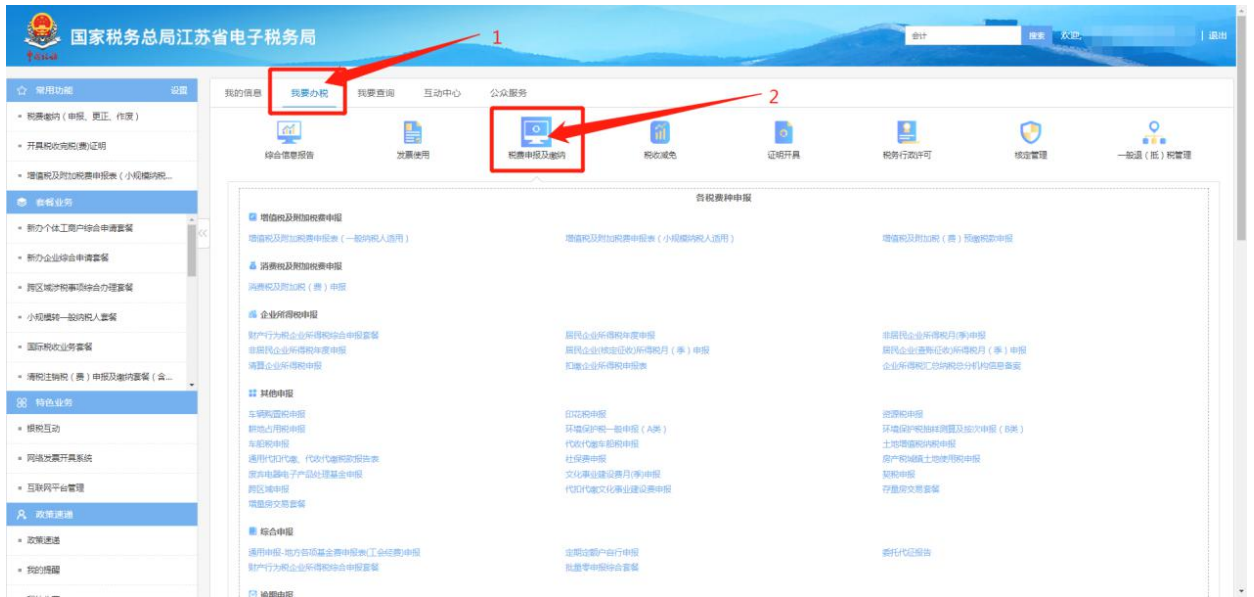 国家税务总局江苏省电子税务局
会计
搜索
欢迎,
| 退出
1
2
常用功能 设置
税费缴纳（申报、更正、作废）
开具税收完税(费)证明
增值税及附加税费申报表（小规模纳税...
套餐业务
新办个体工商户综合申请套餐
新办企业综合申请套餐
跨区域涉税事项综合办理套餐
小规模转一般纳税人套餐
国际税收业务套餐
清税注销税（费）申报及缴纳套餐（含...
特色业务
银税互动
网络发票开具系统
互联网平台管理
政策速递
政策速递
我的提醒
我的信息 我要办税 我要查询 互动中心 公众服务
综合信息报告 发票使用 税费申报及缴纳 税收减免 证明开具 税务行政许可 核定管理 一般退（抵）税管理
各税费种申报
增值税及附加税费申报
增值税及附加税费申报表（一般纳税人适用） 增值税及附加税费申报表（小规模纳税人适用） 增值税及附加税（费）预缴税款申报
消费税及附加税费申报
消费税及附加税（费）申报
企业所得税申报
财产行为税企业所得税综合申报套餐 居民企业所得税年度申报 非居民企业所得税月(季)申报
非居民企业所得税年度申报 居民企业(核定征收)所得税月（季）申报 居民企业(查账征收)所得税月（季）申报
清算企业所得税申报 扣缴企业所得税申报表 企业所得税汇总纳税总分机构信息备案
其他申报
车辆购置税申报 印花税申报 资源税申报
耕地占用税申报 环境保护税一般申报（A类） 环境保护税抽样测算及按次申报（B类）
车船税申报 代收代缴车船税申报 土地增值税纳税申报
通用代扣代缴、代收代缴税款报告表 社保费申报 房产税城镇土地使用税申报
废弃电器电子产品处理基金申报 文化事业建设费月(季)申报 契税申报
跨区域申报 代扣代缴文化事业建设费申报 存量房交易套餐
增量房交易套餐
综合申报
通用申报-地方各项基金费申报表(工会经费)申报 定期定额户自行申报 委托代征报告
财产行为税企业所得税综合申报套餐 批量零申报综合套餐
逾期申报